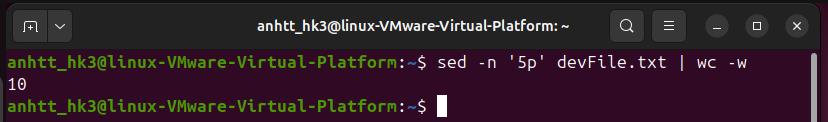 anhtt_hk3@linux-VMware-Virtual-Platform: ~
anhtt_hk3@linux-VMware-Virtual-Platform:~$ sed -n '5p' devFile.txt | wc -w
10
anhtt_hk3@linux-VMware-Virtual-Platform:~$